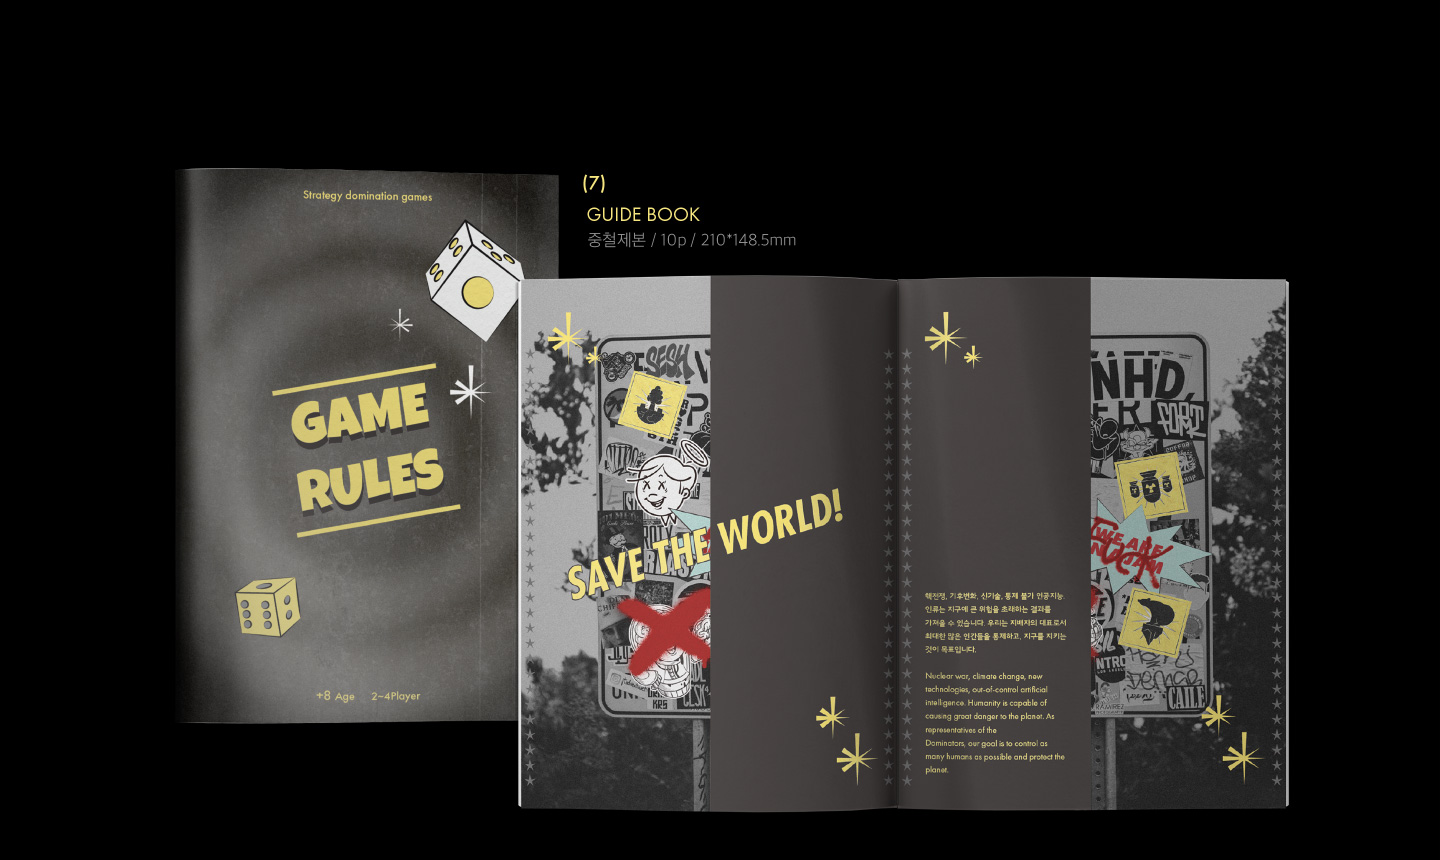 Strategy domination games
GAME
RULES
+8 Age 2~4Player
(7)
GUIDE BOOK
중철제본 / 10p / 210*148.5mm
SESH
SAVE THE WORLD!
핵전쟁, 기후변화, 신기술, 통제 불가 인공지능.
인류는 지구에 큰 위험을 초래하는 결과를
가져올 수 있습니다. 우리는 지배자의 대표로서
최대한 많은 인간들을 통제하고, 지구를 지키는
것이 목표입니다.
Nuclear war, climate change, new
technologies, out-of-control artificial
intelligence. Humanity is capable of
causing great danger to the planet. As
representatives of the
Dominators, our goal is to control as
many humans as possible and protect the
planet.
NHD
WE ARE
CAILE